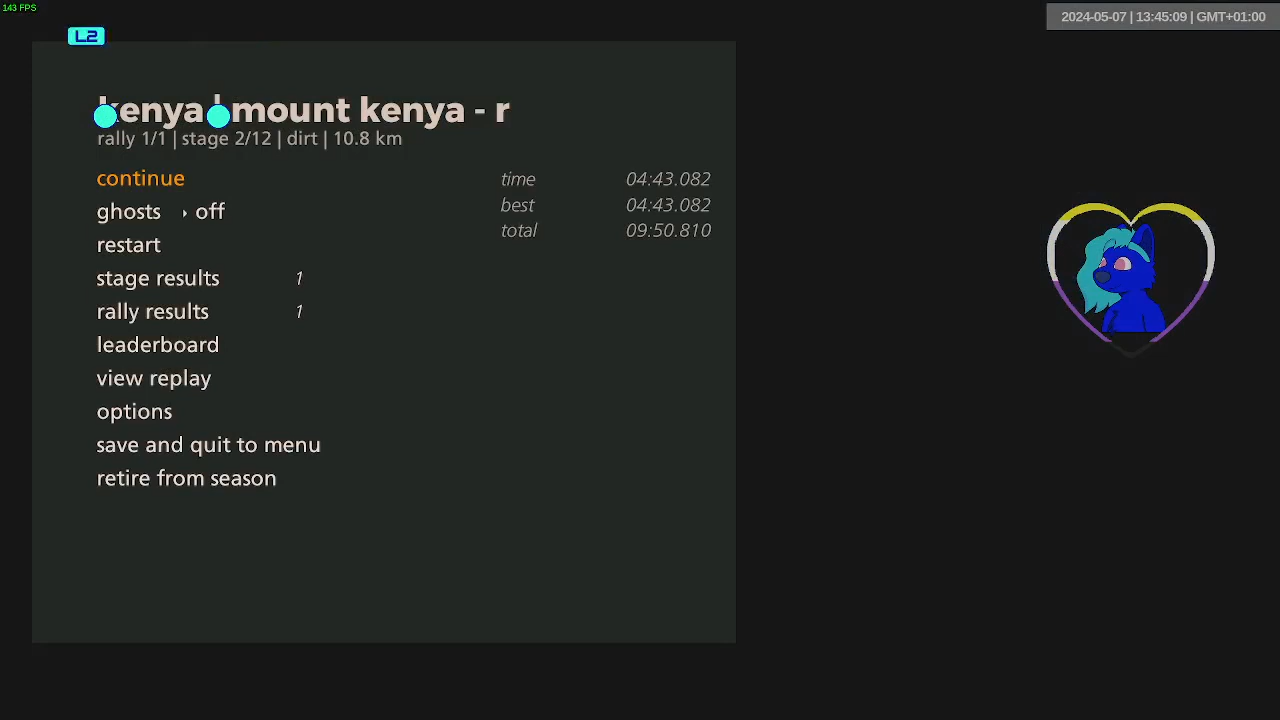 143 FPS
2024-05-07 | 13:45:09 | GMT+01:00
L2
kenya | mount kenya - r
rally 1/1 | stage 2/12 | dirt | 10.8 km
continue
ghosts ‣ off
restart
stage results 1
rally results 1
leaderboard
view replay
options
save and quit to menu
retire from season
time 04:43.082
best 04:43.082
total 09:50.810